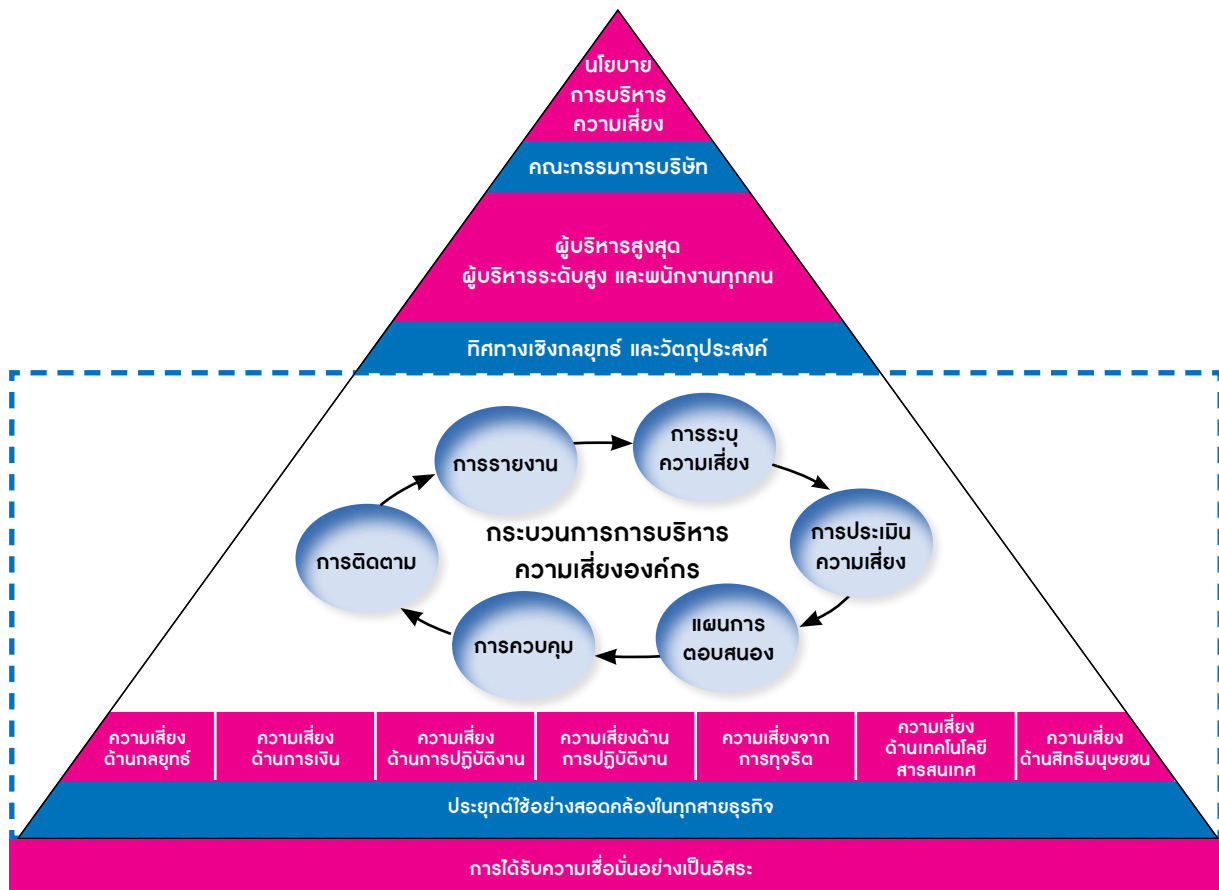 นโยบาย
การบริหาร
ความเสี่ยง
คณะกรรมการบริษัท
ผู้บริหารสูงสุด
ผู้บริหารระดับสูง และพนักงานทุกคน
ทิศทางเชิงกลยุทธ์ และวัตถุประสงค์
การรายงาน
การระบุ
ความเสี่ยง
การประเมิน
ความเสี่ยง
แผนการ
ตอบสนอง
การควบคุม
การติดตาม
กระบวนการการบริหาร
ความเสี่ยงองค์กร
ความเสี่ยง
ด้านกลยุทธ์
ความเสี่ยง
ด้านการเงิน
ความเสี่ยง
ด้านการปฏิบัติงาน
ความเสี่ยงด้าน
การปฏิบัติงาน
ความเสี่ยงจาก
การทุจริต
ความเสี่ยง
ด้านเทคโนโลยี
สารสนเทศ
ความเสี่ยง
ด้านสิทธิมนุษยชน
ประยุกต์ใช้อย่างสอดคล้องในทุกสายธุรกิจ
การได้รับความเชื่อมั่นอย่างเป็นอิสระ